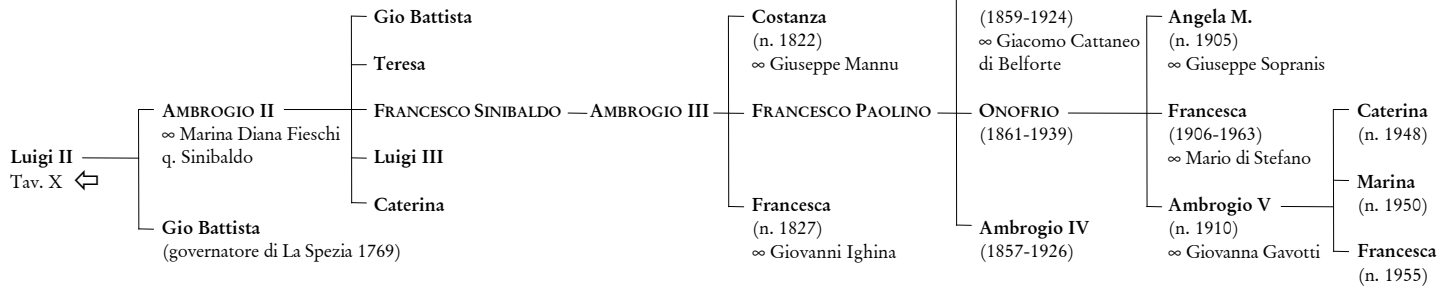 Luigi II
Tav. X
AMBROGIO II
∞ Marina Diana Fieschi
q. Sinibaldo
Gio Battista
(governatore di La Spezia 1769)
Gio Battista
Teresa
FRANCESCO SINIBALDO
Luigi III
Caterina
AMBROGIO III
Costanza
(n. 1822)
∞ Giuseppe Mannu
FRANCESCO PAOLINO
Francesca
(n. 1827)
∞ Giovanni Ighina
(1859-1924)
∞ Giacomo Cattaneo
di Belforte
ONOFRIO
(1861-1939)
Ambrogio IV
(1857-1926)
Angela M.
(n. 1905)
∞ Giuseppe Sopranis
Francesca
(1906-1963)
∞ Mario di Stefano
Ambrogio V
(n. 1910)
∞ Giovanna Gavotti
Caterina
(n. 1948)
Marina
(n. 1950)
Francesca
(n. 1955)